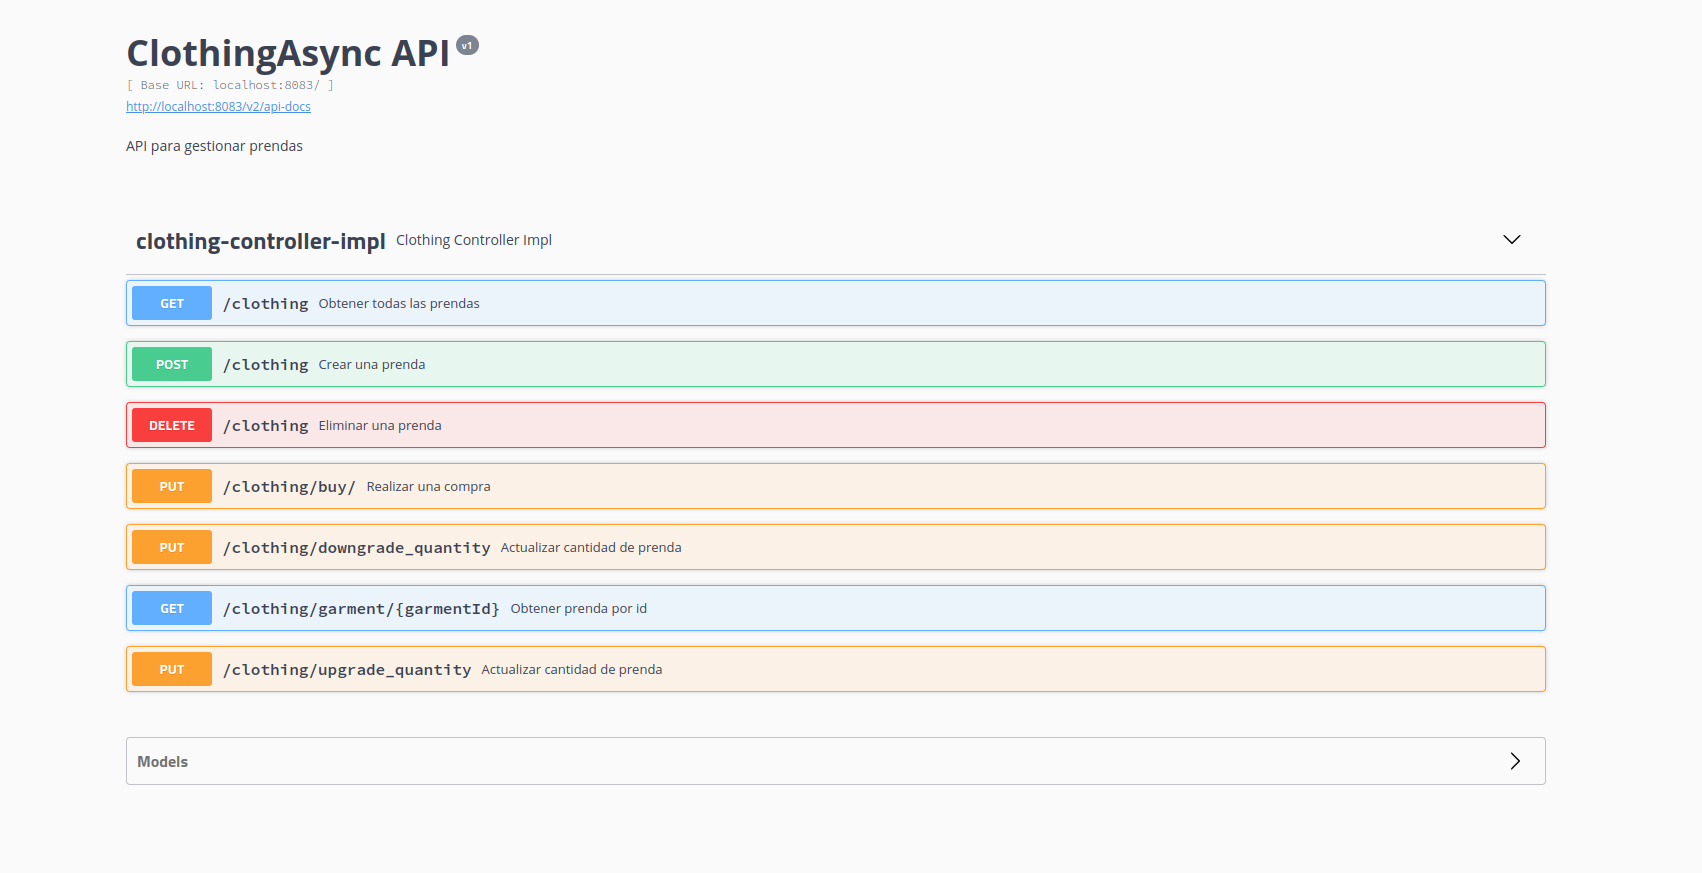 ClothingAsync API v1
[ Base URL: localhost:8083/ ]
http://localhost:8083/v2/api-docs
API para gestionar prendas
clothing-controller-impl Clothing Controller Impl
GET /clothing Obtener todas las prendas
POST /clothing Crear una prenda
DELETE /clothing Eliminar una prenda
PUT /clothing/buy/ Realizar una compra
PUT /clothing/downgrade_quantity Actualizar cantidad de prenda
GET /clothing/garment/{garmentId} Obtener prenda por id
PUT /clothing/upgrade_quantity Actualizar cantidad de prenda
Models